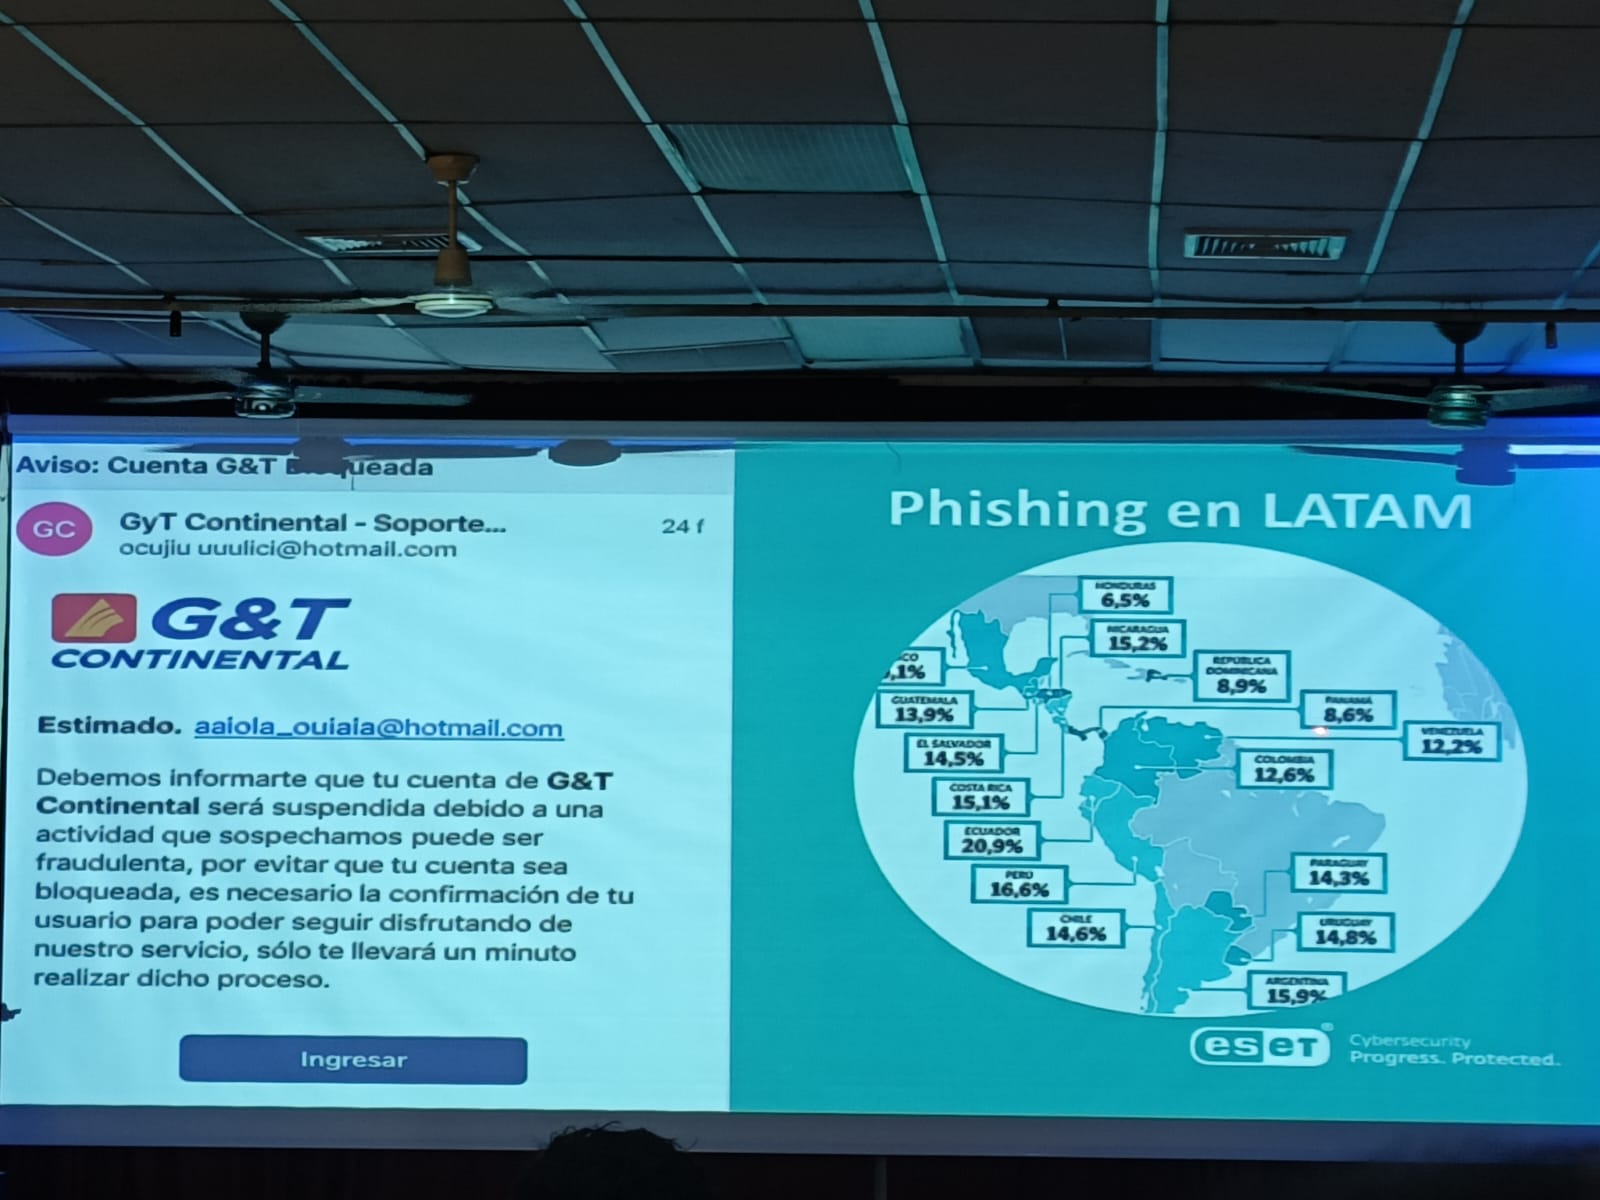 Aviso: Cuenta G&T
GC
GyT Continental - Soporte...
24 f
ocujiu uuulici@hotmail.com
G&T
CONTINENTAL
Estimado. aaiola_ouiaia@hotmail.com
Debemos informarte que tu cuenta de G&T
Continental será suspendida debido a una
actividad que sospechamos puede ser
fraudulenta, por evitar que tu cuenta sea
bloqueada, es necesario la confirmación de tu
usuario para poder seguir disfrutando de
nuestro servicio, sólo te llevará un minuto
realizar dicho proceso.
Ingresar
Phishing en LATAM
HONDURAS
6,5%
NICARAGUA
15,2%
REPÚBLICA
DOMINICANA
8,9%
PANAMÁ
8,6%
VENEZUELA
12,2%
COLOMBIA
12,6%
GUATEMALA
13,9%
EL SALVADOR
14,5%
COSTA RICA
15,1%
ECUADOR
20,9%
PERÚ
16,6%
CHILE
14,6%
PARAGUAY
14,3%
URUGUAY
14,8%
ARGENTINA
15,9%
eseT®
Cybersecurity
Progress. Protected.